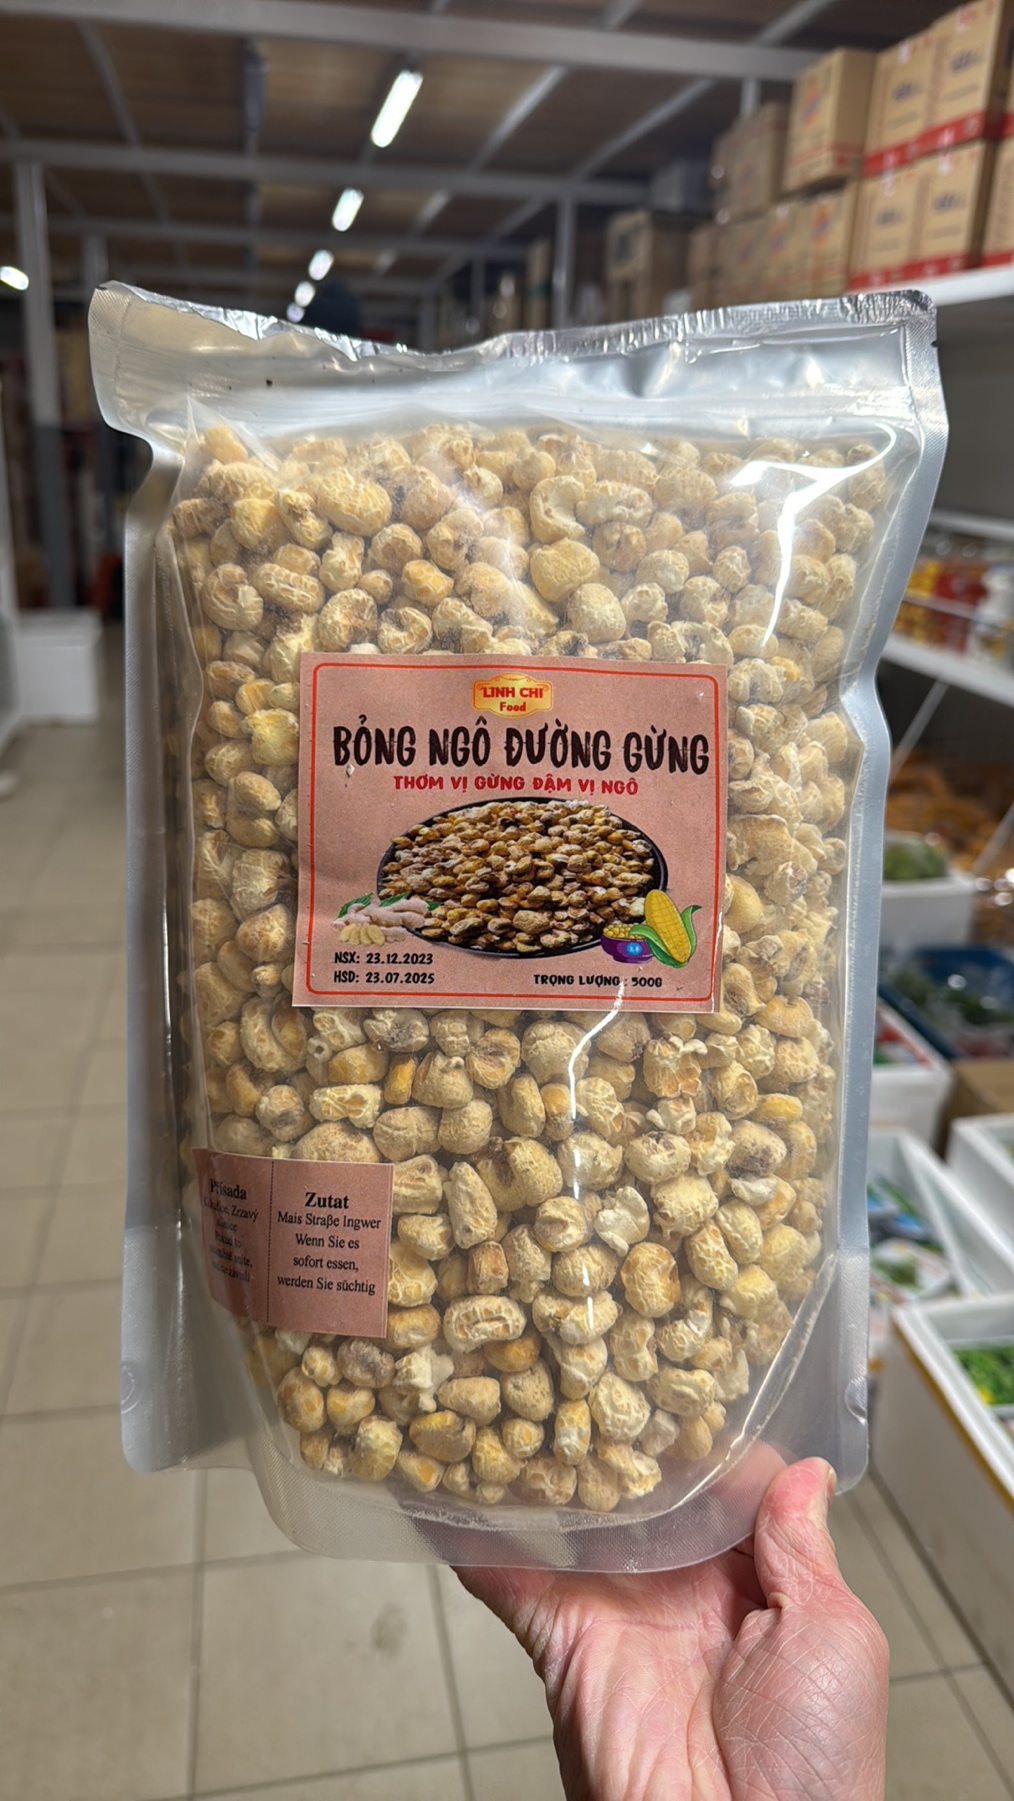 LINH CHI
Food
BỎNG NGÔ ĐƯỜNG GỪNG
THƠM VỊ GỪNG ĐẬM VỊ NGÔ
NSX: 23.12.2023
HSD: 23.07.2025
TRỌNG LƯỢNG : 500G
Přísada
Zrzavý
Zutat
Mais Straße Ingwer
Wenn Sie es
sofort essen,
werden Sie süchtig